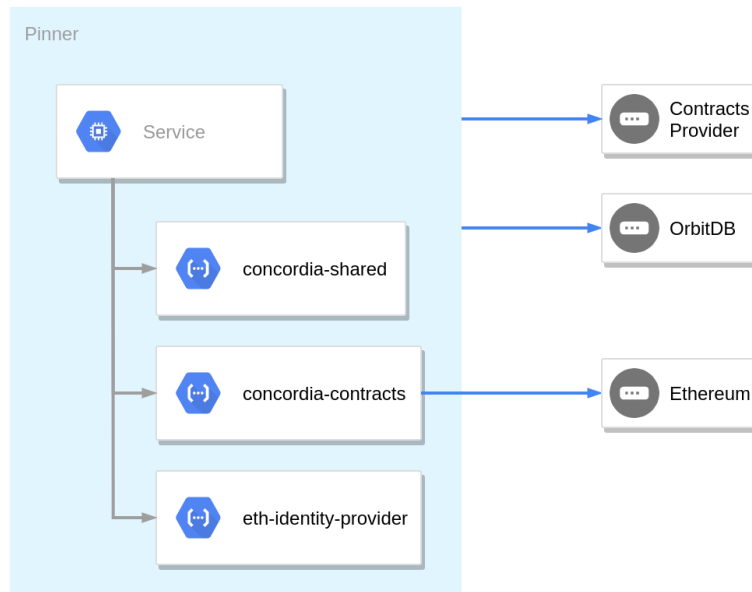 Pinner
Service
Contracts
Provider
OrbitDB
concordia-shared
concordia-contracts
Ethereum
eth-identity-provider